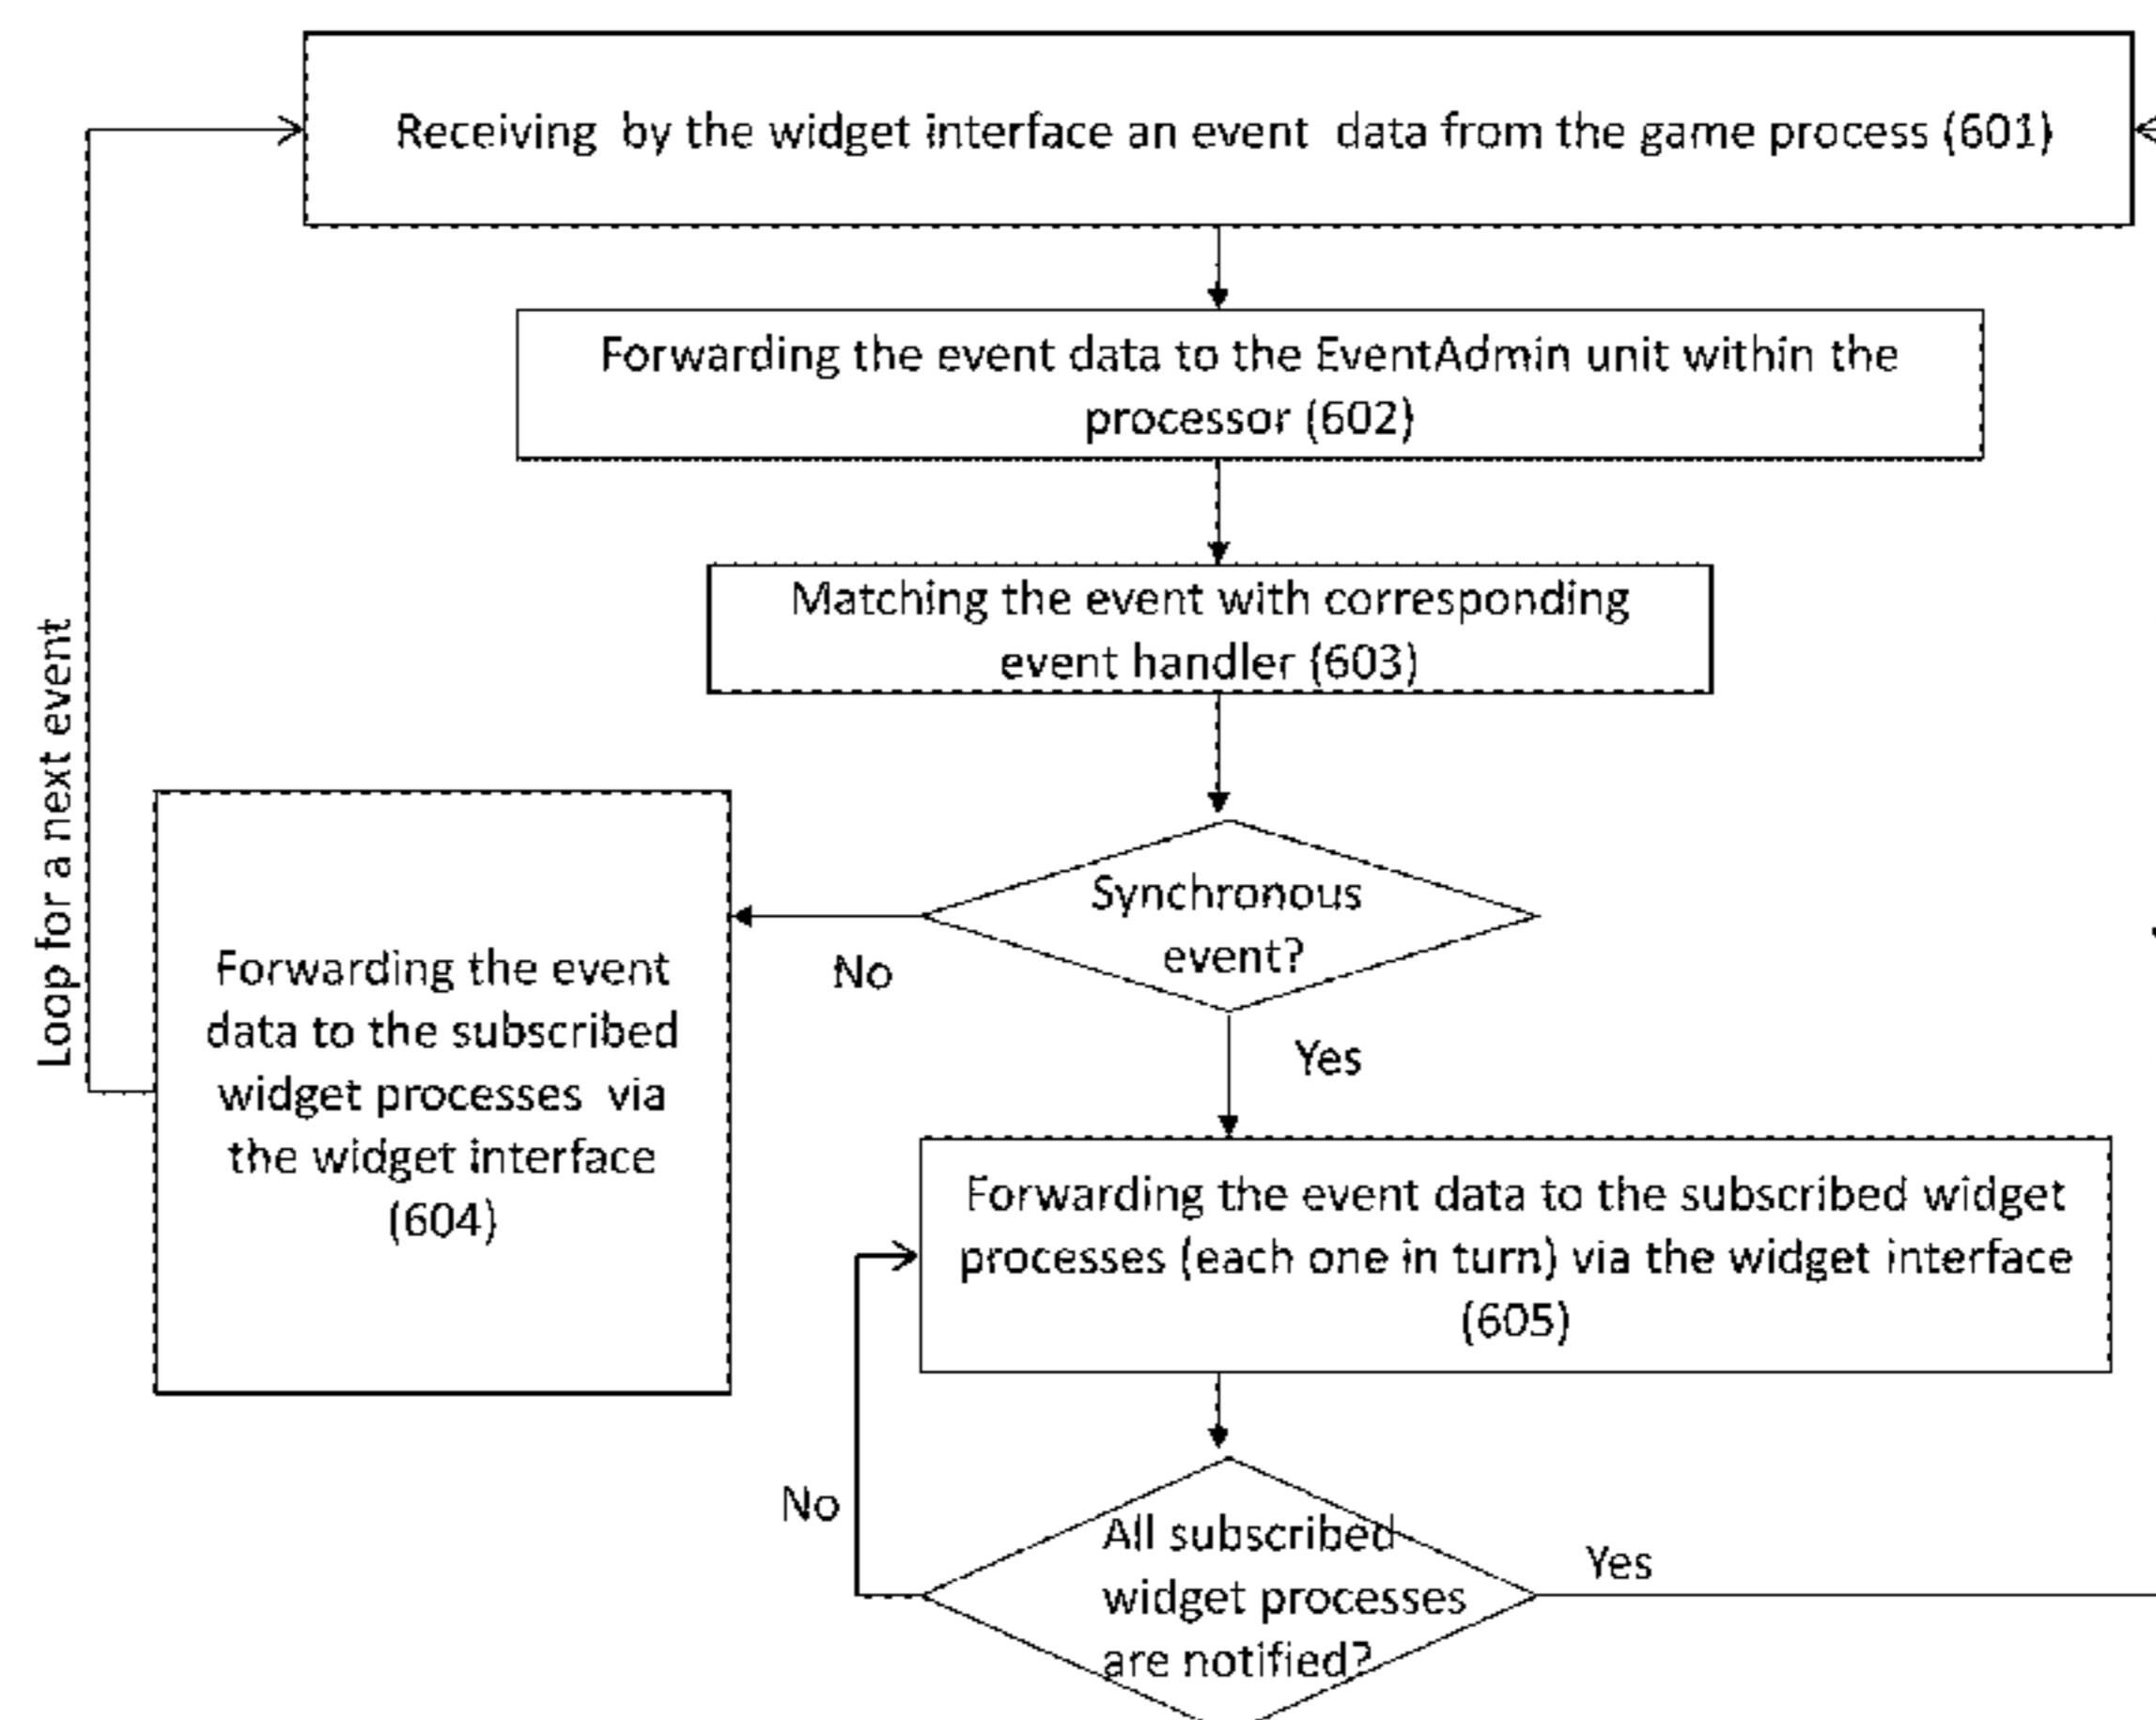 Receiving by the widget interface an event data from the game process (601)
Forwarding the event data to the EventAdmin unit within the
processor (602)
Matching the event with corresponding
event handler (603)
Loop for a next event
Synchronous
event?
No
Yes
Forwarding the event
data to the subscribed
widget processes via
the widget interface
(604)
Forwarding the event data to the subscribed widget
processes (each one in turn) via the widget interface
(605)
No
All subscribed
widget processes
are notified?
Yes